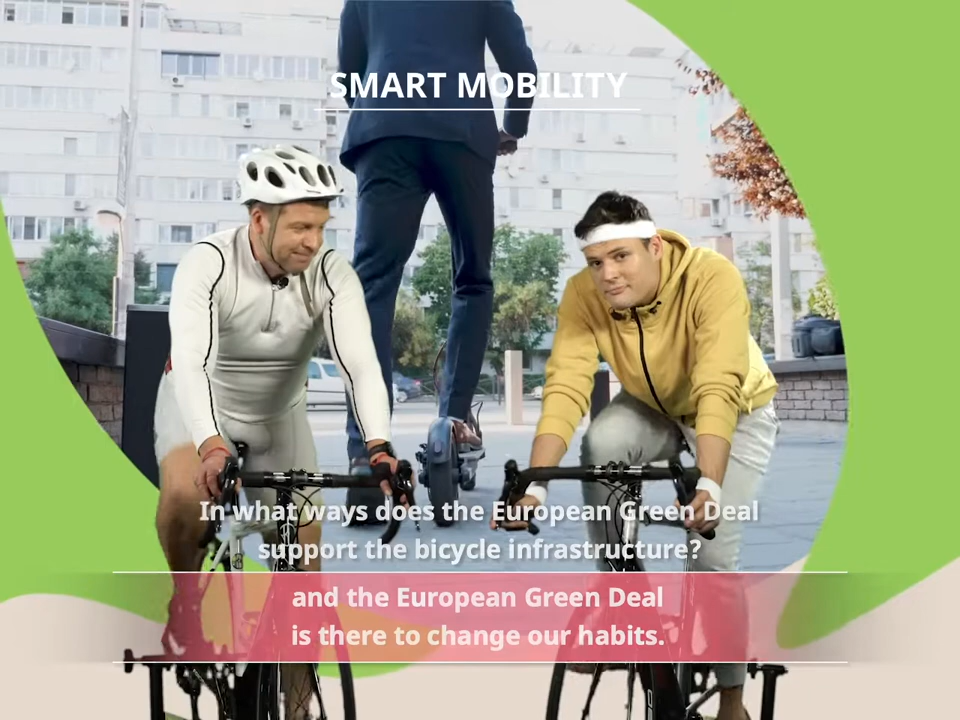 SMART MOBILITY
In what ways does the European Green Deal
support the bicycle infrastructure?
and the European Green Deal
is there to change our habits.